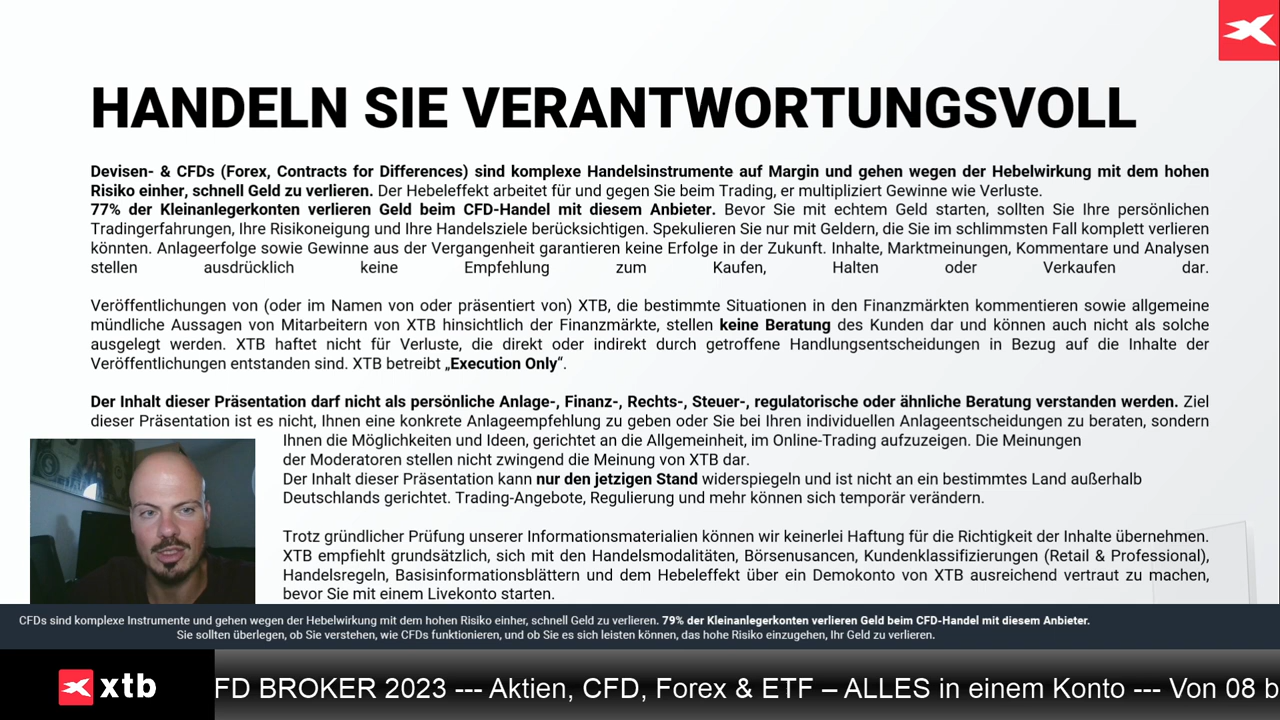 HANDELN SIE VERANTWORTUNGSVOLL
Devisen- & CFDs (Forex, Contracts for Differences) sind komplexe Handelsinstrumente auf Margin und gehen wegen der Hebelwirkung mit dem hohen
Risiko einher, schnell Geld zu verlieren. Der Hebeleffekt arbeitet für und gegen Sie beim Trading, er multipliziert Gewinne wie Verluste.
77% der Kleinanlegerkonten verlieren Geld beim CFD-Handel mit diesem Anbieter. Bevor Sie mit echtem Geld starten, sollten Sie Ihre persönlichen
Tradingerfahrungen, Ihre Risikoneigung und Ihre Handelsziele berücksichtigen. Spekulieren Sie nur mit Geldern, die Sie im schlimmsten Fall komplett verlieren
könnten. Anlageerfolge sowie Gewinne aus der Vergangenheit garantieren keine Erfolge in der Zukunft. Inhalte, Marktmeinungen, Kommentare und Analysen
stellen ausdrücklich keine Empfehlung zum Kaufen, Halten oder Verkaufen dar.
Veröffentlichungen von (oder im Namen von oder präsentiert von) XTB, die bestimmte Situationen in den Finanzmärkten kommentieren sowie allgemeine
mündliche Aussagen von Mitarbeitern von XTB hinsichtlich der Finanzmärkte, stellen keine Beratung des Kunden dar und können auch nicht als solche
ausgelegt werden. XTB haftet nicht für Verluste, die direkt oder indirekt durch getroffene Handlungsentscheidungen in Bezug auf die Inhalte der
Veröffentlichungen entstanden sind. XTB betreibt „Execution Only“.
Der Inhalt dieser Präsentation darf nicht als persönliche Anlage-, Finanz-, Rechts-, Steuer-, regulatorische oder ähnliche Beratung verstanden werden. Ziel
dieser Präsentation ist es nicht, Ihnen eine konkrete Anlageempfehlung zu geben oder Sie bei Ihren individuellen Anlageentscheidungen zu beraten, sondern
Ihnen die Möglichkeiten und Ideen, gerichtet an die Allgemeinheit, im Online-Trading aufzuzeigen. Die Meinungen
der Moderatoren stellen nicht zwingend die Meinung von XTB dar.
Der Inhalt dieser Präsentation kann nur den jetzigen Stand widerspiegeln und ist nicht an ein bestimmtes Land außerhalb
Deutschlands gerichtet. Trading-Angebote, Regulierung und mehr können sich temporär verändern.
Trotz gründlicher Prüfung unserer Informationsmaterialien können wir keinerlei Haftung für die Richtigkeit der Inhalte übernehmen.
XTB empfiehlt grundsätzlich, sich mit den Handelsmodalitäten, Börsenusancen, Kundenklassifizierungen (Retail & Professional),
Handelsregeln, Basisinformationsblättern und dem Hebeleffekt über ein Demokonto von XTB ausreichend vertraut zu machen,
bevor Sie mit einem Livekonto starten.
CFDs sind komplexe Instrumente und gehen wegen der Hebelwirkung mit dem hohen Risiko einher, schnell Geld zu verlieren. 79% der Kleinanlegerkonten verlieren Geld beim CFD-Handel mit diesem Anbieter.
Sie sollten überlegen, ob Sie verstehen, wie CFDs funktionieren, und ob Sie es sich leisten können, das hohe Risiko einzugehen, Ihr Geld zu verlieren.
xtb
FD BROKER 2023 --- Aktien, CFD, Forex & ETF – ALLES in einem Konto --- Von 08 b